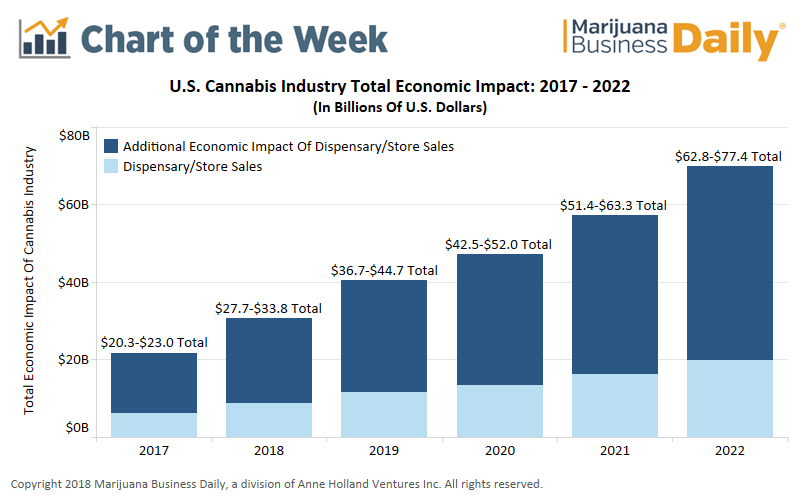 Chart of the Week
Marijuana
Business Daily®
U.S. Cannabis Industry Total Economic Impact: 2017 - 2022
(In Billions Of U.S. Dollars)
Total Economic Impact Of Cannabis Industry
$80B
$60B
$40B
$20B
$0B
Additional Economic Impact Of Dispensary/Store Sales
Dispensary/Store Sales
$20.3-$23.0 Total
$27.7-$33.8 Total
$36.7-$44.7 Total
$42.5-$52.0 Total
$51.4-$63.3 Total
$62.8-$77.4 Total
2017
2018
2019
2020
2021
2022
Copyright 2018 Marijuana Business Daily, a division of Anne Holland Ventures Inc. All rights reserved.